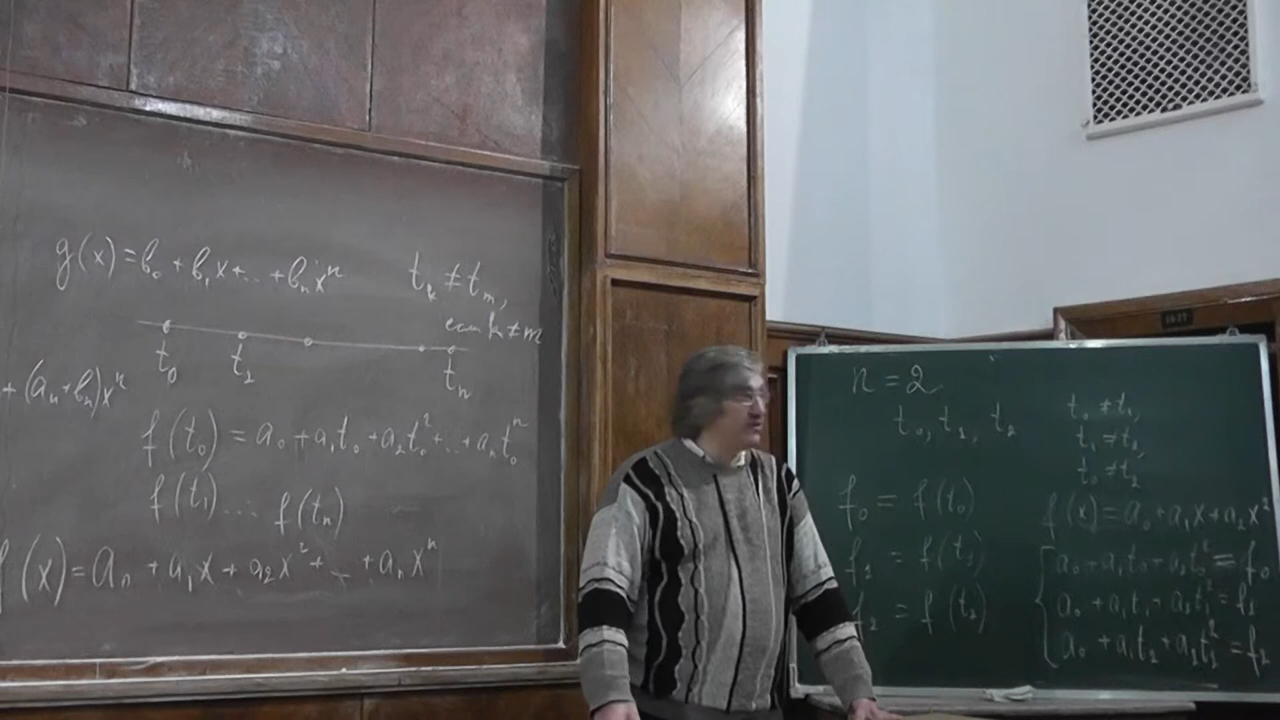 g(x) = b₀ + b₁x + ... + bₙxⁿ
tₖ ≠ tₘ,
если k ≠ m
t₀ t₂ tₙ
+ (aₙ + bₙ)xⁿ
f(t₀) = a₀ + a₁t₀ + a₂t₀² + ... + aₙt₀ⁿ
f(t₁) ... f(tₙ)
f(x) = a₀ + a₁x + a₂x² + ... + aₙxⁿ
n = 2
t₀, t₁, t₂
t₀ ≠ t₁,
t₁ ≠ t₂,
t₀ ≠ t₂
f₀ = f(t₀)
f₁ = f(t₁)
f₂ = f(t₂)
f(x) = a₀ + a₁x + a₂x²
a₀ + a₁t₀ + a₂t₀² = f₀
a₀ + a₁t₁ + a₂t₁² = f₁
a₀ + a₁t₂ + a₂t₂² = f₂